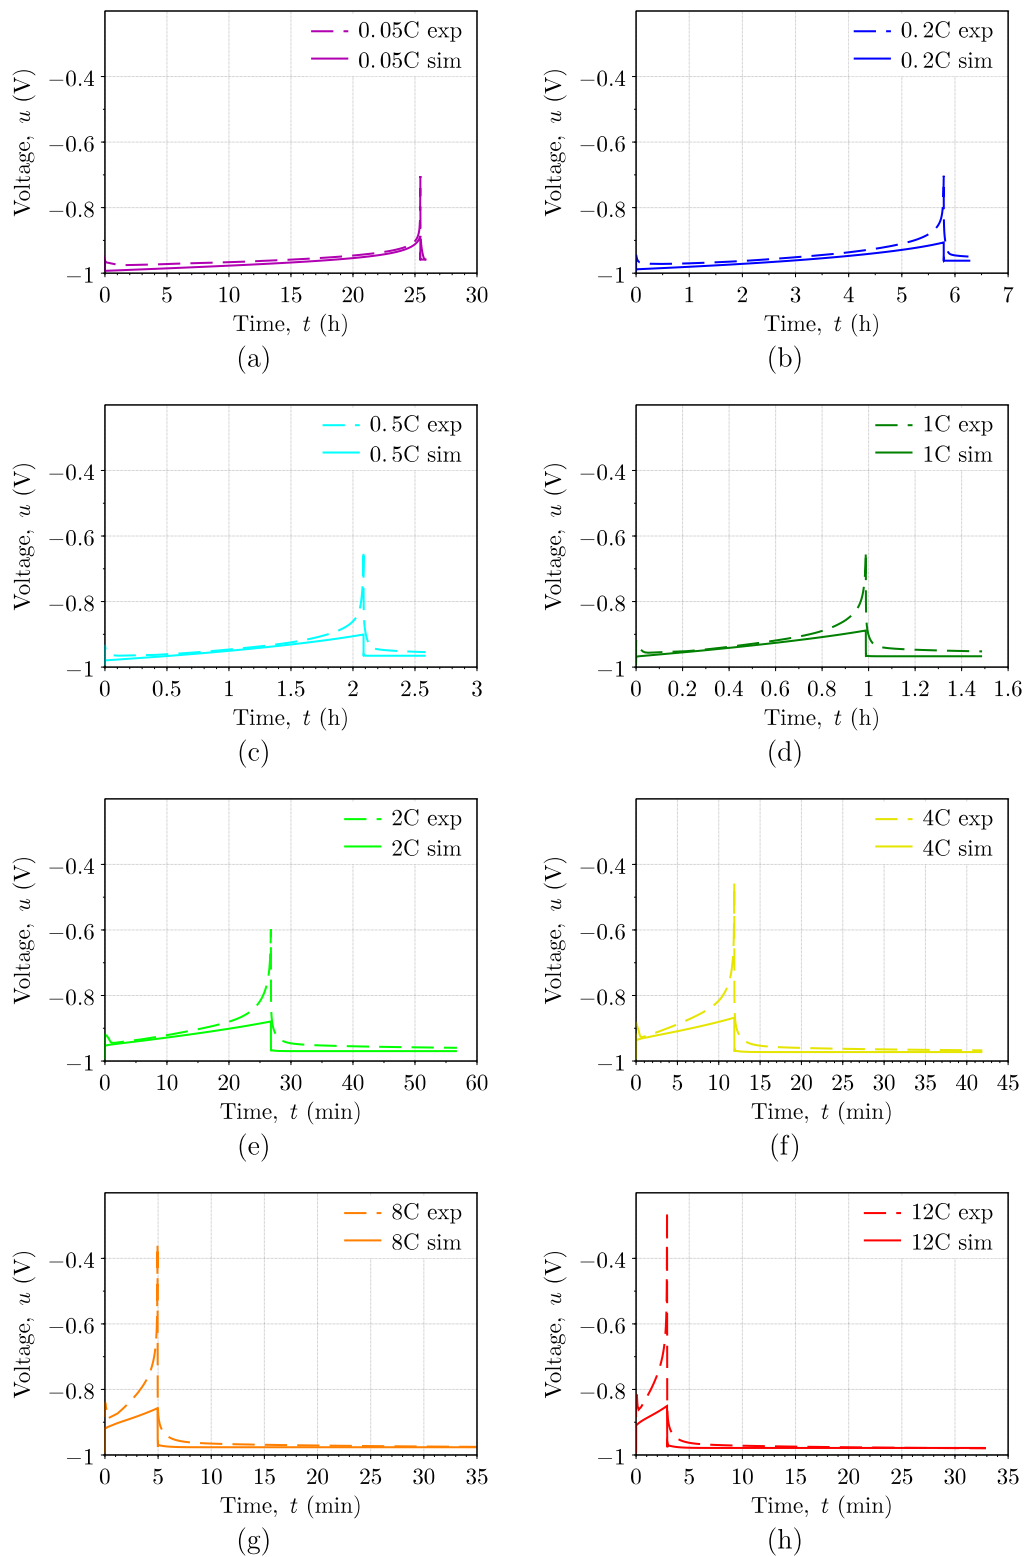 0.05C exp
0.05C sim
Voltage, u (V)
−0.4
−0.6
−0.8
−1
0 5 10 15 20 25 30
Time, t (h)
(a)
0.2C exp
0.2C sim
Voltage, u (V)
−0.4
−0.6
−0.8
−1
0 1 2 3 4 5 6 7
Time, t (h)
(b)
0.5C exp
0.5C sim
Voltage, u (V)
−0.4
−0.6
−0.8
−1
0 0.5 1 1.5 2 2.5 3
Time, t (h)
(c)
1C exp
1C sim
Voltage, u (V)
−0.4
−0.6
−0.8
−1
0 0.2 0.4 0.6 0.8 1 1.2 1.4 1.6
Time, t (h)
(d)
2C exp
2C sim
Voltage, u (V)
−0.4
−0.6
−0.8
−1
0 10 20 30 40 50 60
Time, t (min)
(e)
4C exp
4C sim
Voltage, u (V)
−0.4
−0.6
−0.8
−1
0 5 10 15 20 25 30 35 40 45
Time, t (min)
(f)
8C exp
8C sim
Voltage, u (V)
−0.4
−0.6
−0.8
−1
0 5 10 15 20 25 30 35
Time, t (min)
(g)
12C exp
12C sim
Voltage, u (V)
−0.4
−0.6
−0.8
−1
0 5 10 15 20 25 30 35
Time, t (min)
(h)